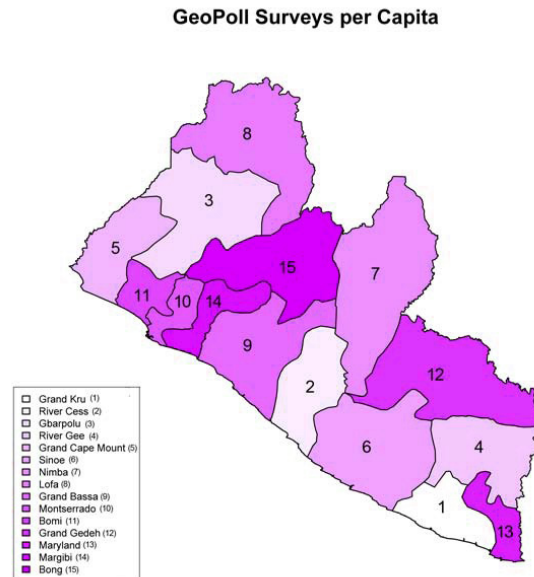 GeoPoll Surveys per Capita
8
3
5
15
7
11
10
14
9
12
2
6
4
1
13
Grand Kru (1)
River Cess (2)
Gbarpolu (3)
River Gee (4)
Grand Cape Mount (5)
Sinoe (6)
Nimba (7)
Lofa (8)
Grand Bassa (9)
Montserrado (10)
Bomi (11)
Grand Gedeh (12)
Maryland (13)
Margibi (14)
Bong (15)